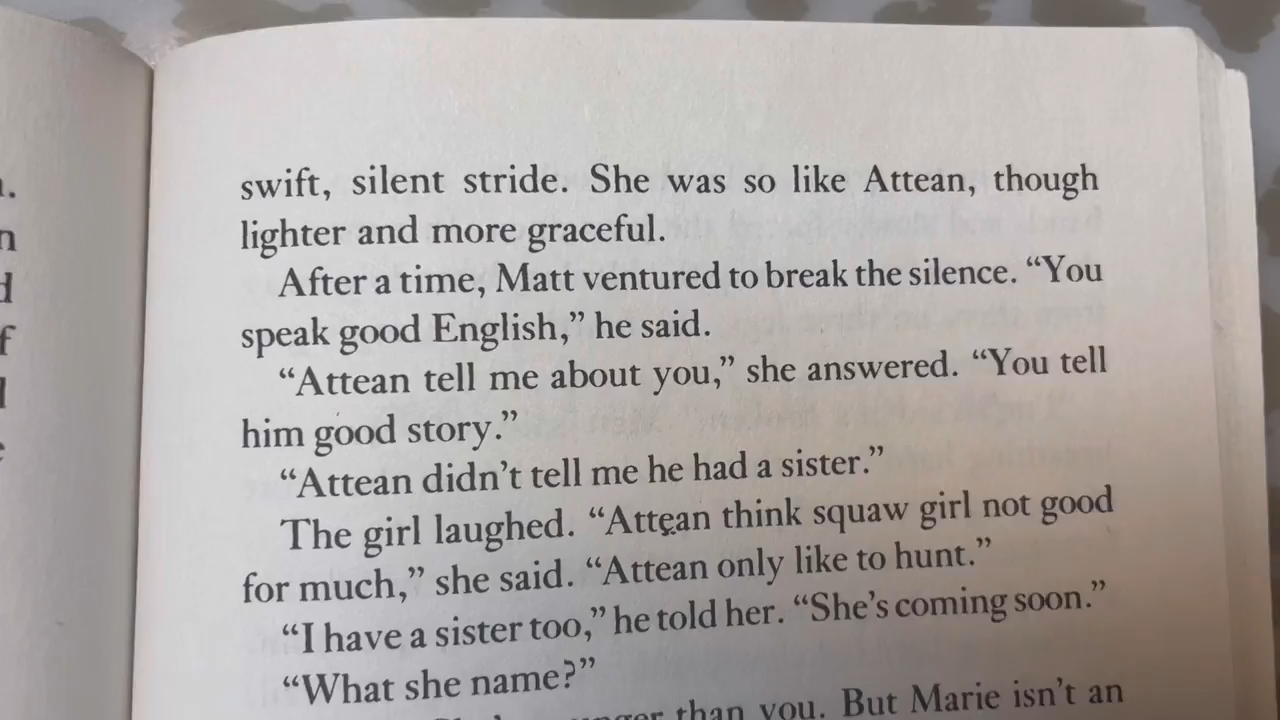 swift, silent stride. She was so like Attean, though
lighter and more graceful.
After a time, Matt ventured to break the silence. “You
speak good English,” he said.
“Attean tell me about you,” she answered. “You tell
him good story.”
“Attean didn’t tell me he had a sister.”
The girl laughed. “Attean think squaw girl not good
for much,” she said. “Attean only like to hunt.”
“I have a sister too,” he told her. “She’s coming soon.”
“What she name?”
than you. But Marie isn’t an